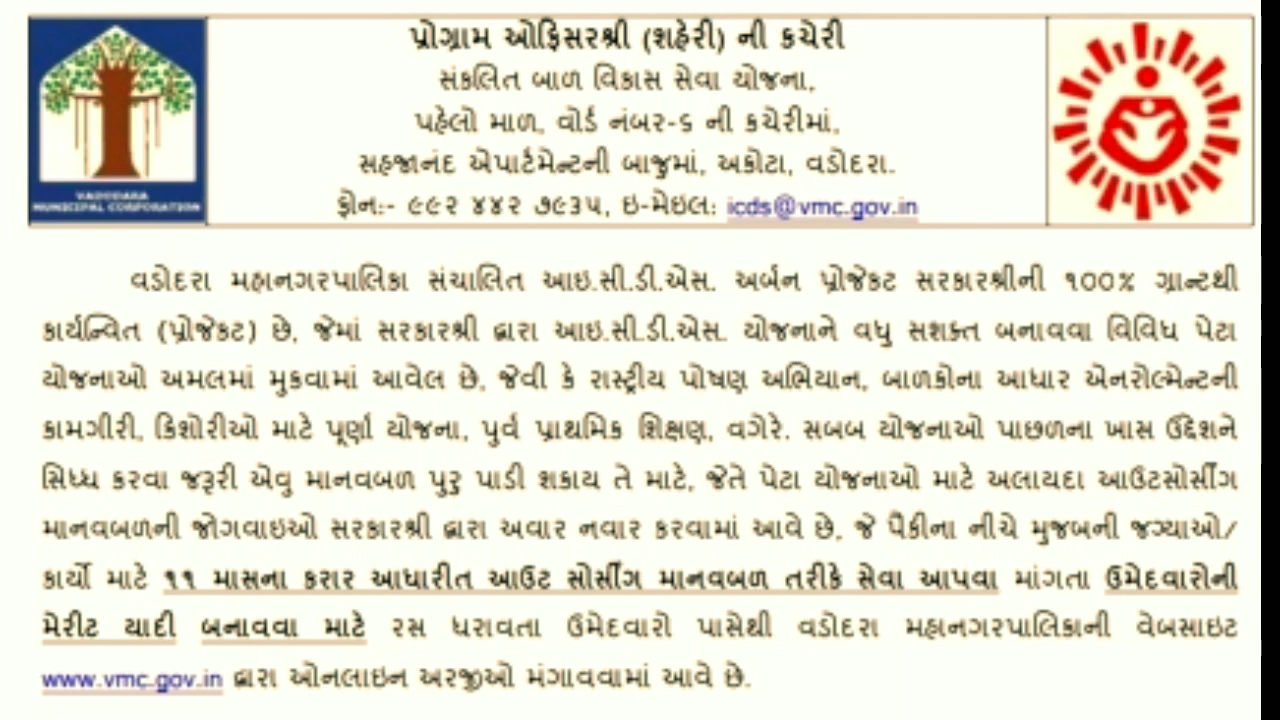 પ્રોગ્રામ ઓફિસરશ્રી (શહેરી) ની કચેરી
સંકલિત બાળ વિકાસ સેવા યોજના,
પહેલો માળ, વોર્ડ નંબર-૬ ની કચેરીમાં,
સહજાનંદ એપાર્ટમેન્ટની બાજુમાં, અકોટા, વડોદરા.
ફોન:- ૯૯૨ ૪૪૨ ૭૯૩૫, ઇ-મેઇલ: icds@vmc.gov.in
VADODARA
MUNICIPAL CORPORATION
વડોદરા મહાનગરપાલિકા સંચાલિત આઇ.સી.ડી.એસ. અર્બન પ્રોજેક્ટ સરકારશ્રીની ૧૦૦% ગ્રાન્ટથી
કાર્યન્વિત (પ્રોજેક્ટ) છે, જેમાં સરકારશ્રી દ્વારા આઇ.સી.ડી.એસ. યોજનાને વધુ સશક્ત બનાવવા વિવિધ પેટા
યોજનાઓ અમલમાં મુકવામાં આવેલ છે, જેવી કે રાસ્ટ્રીય પોષણ અભિયાન, બાળકોના આધાર એનરોલ્મેન્ટની
કામગીરી, કિશોરીઓ માટે પૂર્ણા યોજના, પુર્વ પ્રાથમિક શિક્ષણ, વગેરે. સબબ યોજનાઓ પાછળના ખાસ ઉદ્દેશને
સિધ્ધ કરવા જરૂરી એવુ માનવબળ પુરુ પાડી શકાય તે માટે, જેતે પેટા યોજનાઓ માટે અલાયદા આઉટસોર્સીંગ
માનવબળની જોગવાઇઓ સરકારશ્રી દ્વારા અવાર નવાર કરવામાં આવે છે, જે પૈકીના નીચે મુજબની જગ્યાઓ/
કાર્યો માટે ૧૧ માસના કરાર આધારીત આઉટ સોર્સીંગ માનવબળ તરીકે સેવા આપવા માંગતા ઉમેદવારોની
મેરીટ યાદી બનાવવા માટે રસ ધરાવતા ઉમેદવારો પાસેથી વડોદરા મહાનગરપાલિકાની વેબસાઇટ
www.vmc.gov.in દ્વારા ઓનલાઇન અરજીઓ મંગાવવામાં આવે છે.